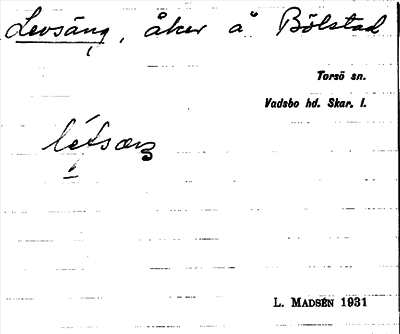 Levsäng, åker å Bölstad
Torsö sn.
Vadsbo hd. Skar. l.
L. MADSÉN 1931